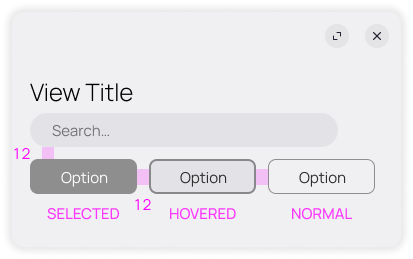 View Title
Search...
12
Option Option Option
12
SELECTED HOVERED NORMAL